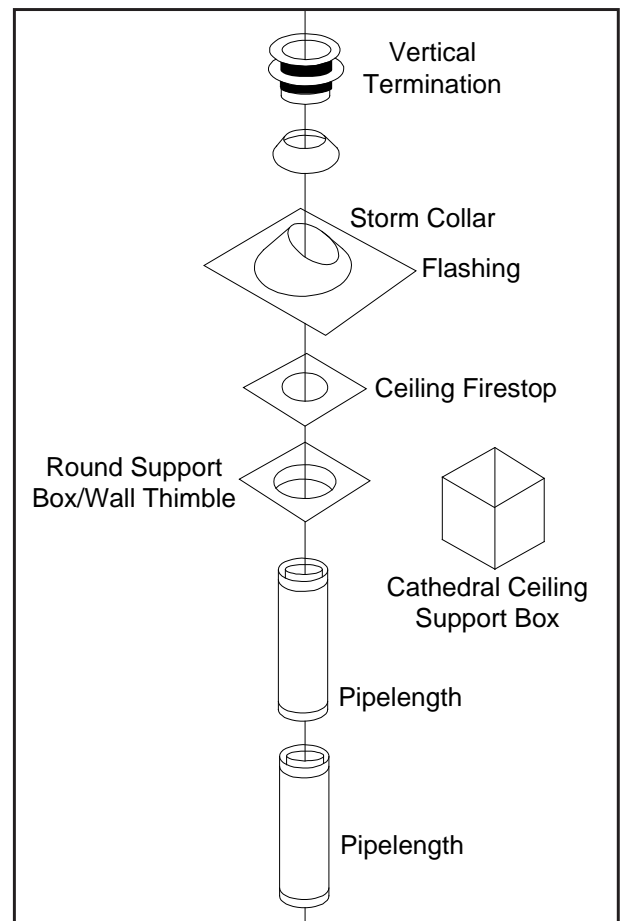 Vertical
Termination
Storm Collar
Flashing
Ceiling Firestop
Round Support
Box/Wall Thimble
Cathedral Ceiling
Support Box
Pipelength
Pipelength